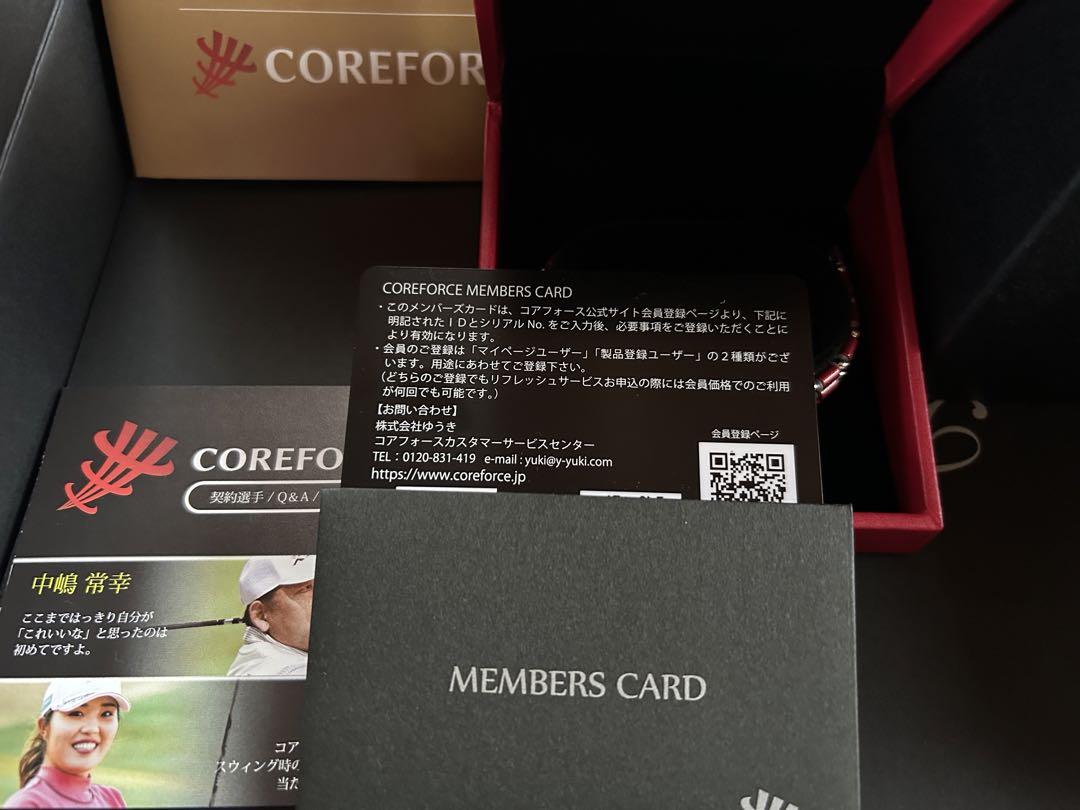 COREFOR
COREFORCE MEMBERS CARD
・このメンバーズカードは、コアフォース公式サイト会員登録ページより、下記に
明記されたＩＤとシリアル No. をご入力後、必要事項をご登録いただくことに
より有効になります。
・会員のご登録は「マイページユーザー」「製品登録ユーザー」の２種類がござ
います。用途にあわせてご登録下さい。
（どちらのご登録でもリフレッシュサービスお申込の際には会員価格でのご利用
が何回でも可能です。）
【お問い合わせ】
株式会社ゆうき
コアフォースカスタマーサービスセンター
TEL：0120-831-419 e-mail : yuki@y-yuki.com
https://www.coreforce.jp
会員登録ページ
COREFO
契約選手 / Q&A /
中嶋 常幸
ここまではっきり自分が
「これいいな」と思ったのは
初めてですよ。
コア
スウィング時の
当た
MEMBERS CARD